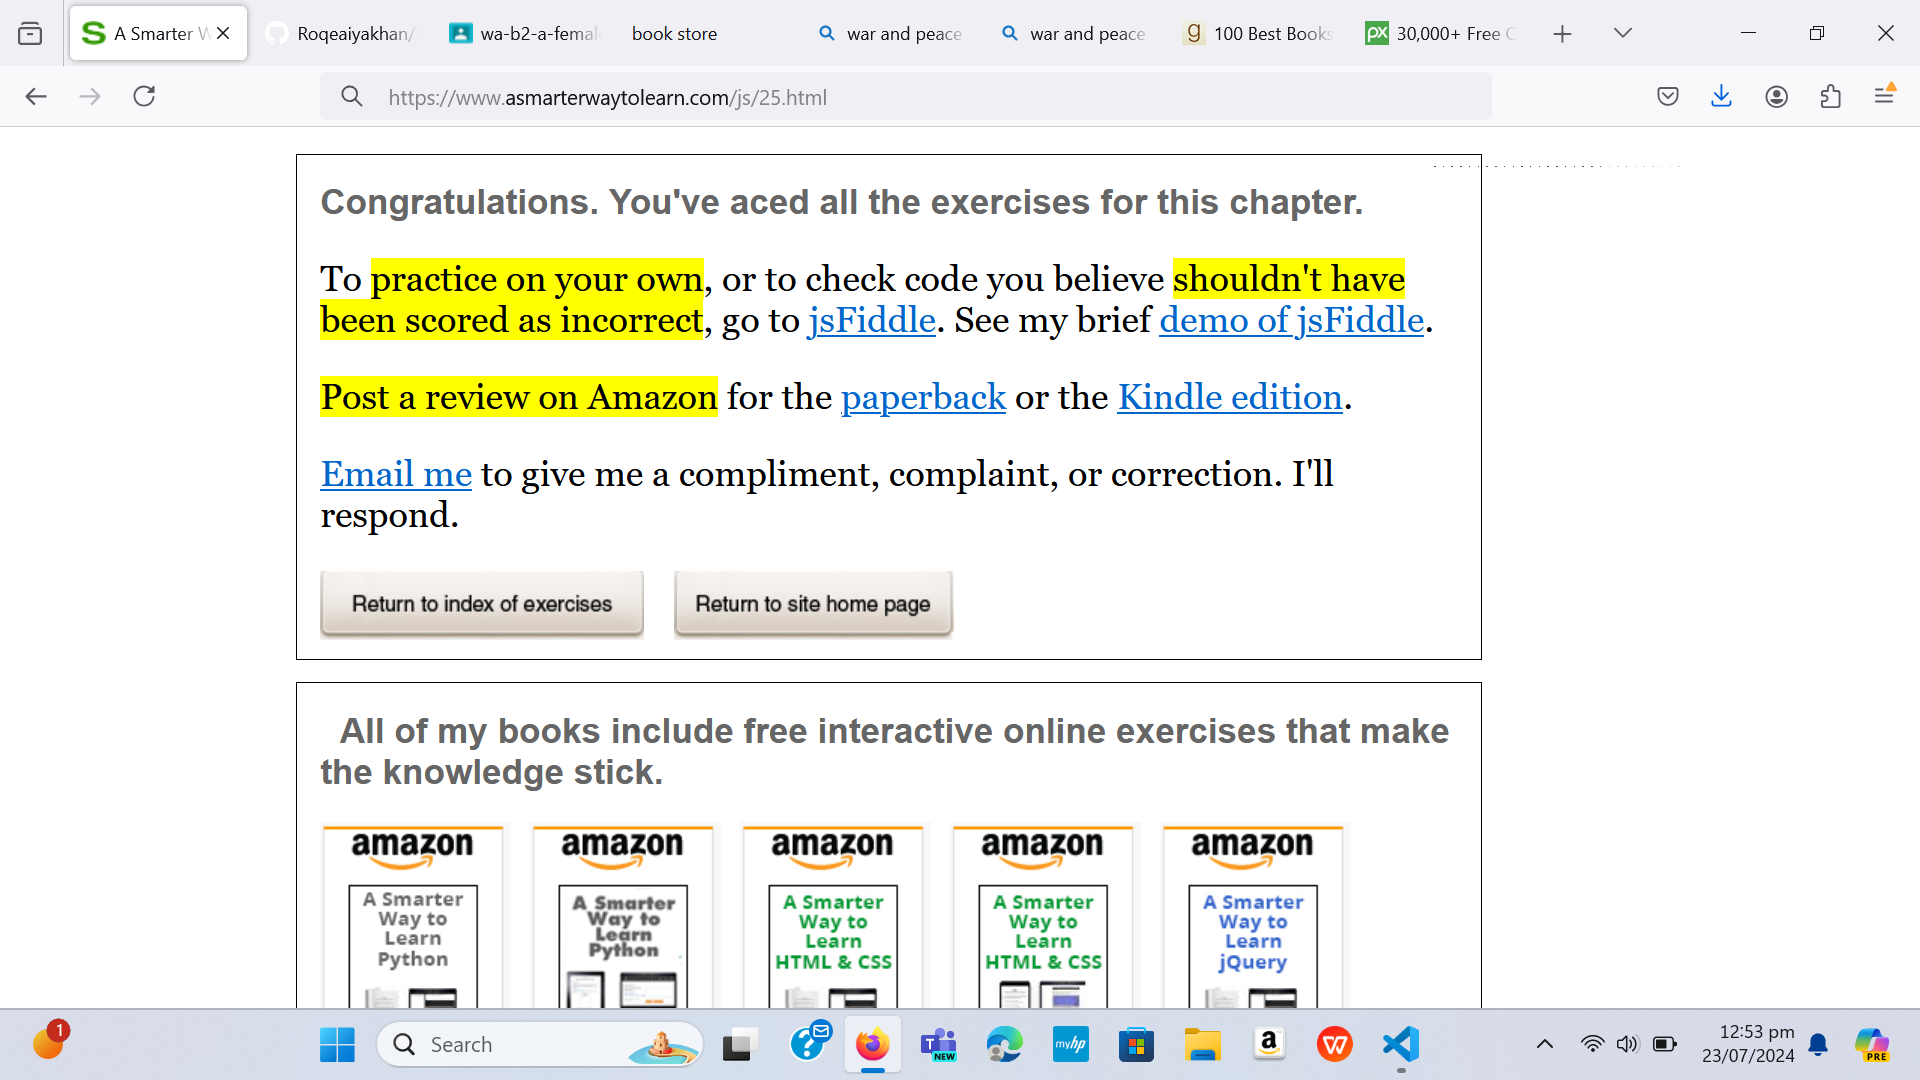 A Smarter W
Roqeaiyakhan/
wa-b2-a-femal
book store
war and peace
war and peace
100 Best Books
30,000+ Free C
https://www.asmarterwaytolearn.com/js/25.html
Congratulations. You've aced all the exercises for this chapter.
To practice on your own, or to check code you believe shouldn't have
been scored as incorrect, go to jsFiddle. See my brief demo of jsFiddle.
Post a review on Amazon for the paperback or the Kindle edition.
Email me to give me a compliment, complaint, or correction. I'll
respond.
Return to index of exercises
Return to site home page
All of my books include free interactive online exercises that make
the knowledge stick.
amazon
A Smarter
Way to
Learn
Python
amazon
A Smarter
Way to
Learn
Python
amazon
A Smarter
Way to
Learn
HTML & CSS
amazon
A Smarter
Way to
Learn
HTML & CSS
amazon
A Smarter
Way to
Learn
jQuery
1
Search
NEW
myhp
12:53 pm
23/07/2024
PRE